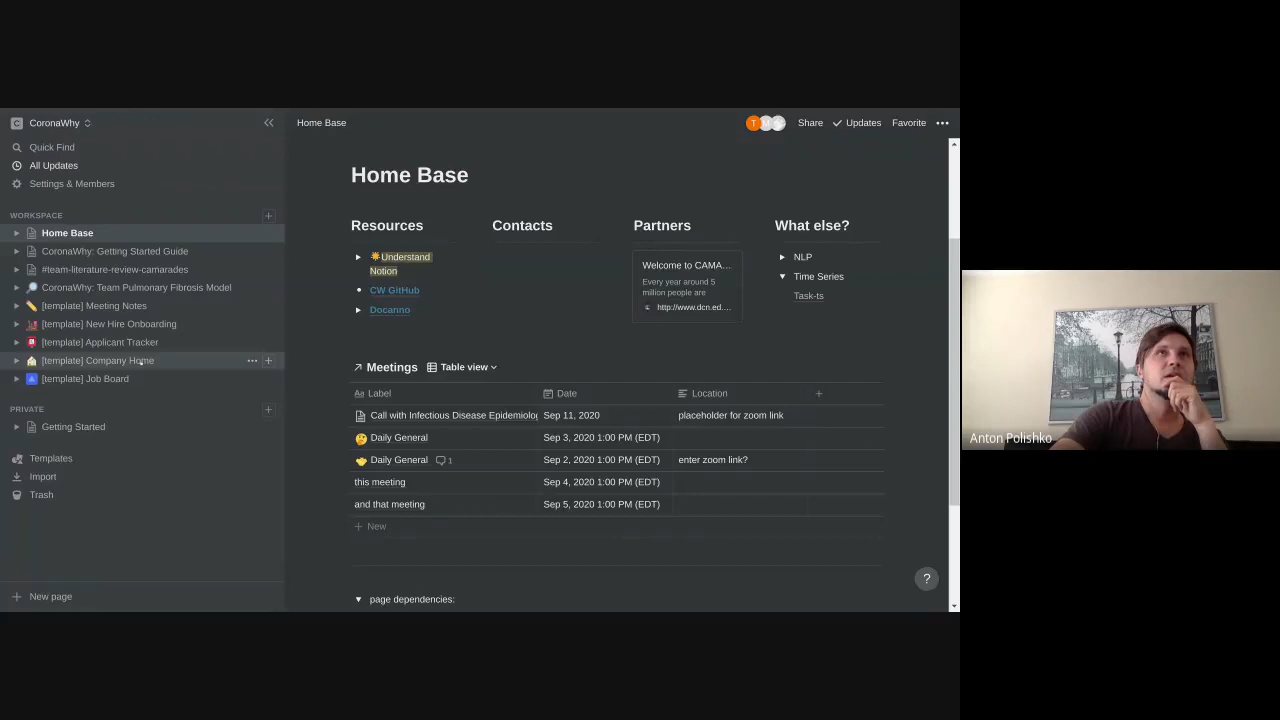 C CoronaWhy
Quick Find
All Updates
Settings & Members
WORKSPACE
Home Base
CoronaWhy: Getting Started Guide
#team-literature-review-camarades
CoronaWhy: Team Pulmonary Fibrosis Model
[template] Meeting Notes
[template] New Hire Onboarding
[template] Applicant Tracker
[template] Company Home
[template] Job Board
PRIVATE
Getting Started
Templates
Import
Trash
New page
Home Base
T
Share Updates Favorite
Home Base
Resources Contacts Partners What else?
Understand
Notion
CW GitHub
Docanno
Welcome to CAMA...
Every year around 5
million people are
http://www.dcn.ed....
NLP
Time Series
Task-ts
Meetings Table view
Aa Label Date Location
Call with Infectious Disease Epidemiolog Sep 11, 2020 placeholder for zoom link
Daily General Sep 3, 2020 1:00 PM (EDT)
Daily General 1 Sep 2, 2020 1:00 PM (EDT) enter zoom link?
this meeting Sep 4, 2020 1:00 PM (EDT)
and that meeting Sep 5, 2020 1:00 PM (EDT)
New
page dependencies:
?
Anton Polishko